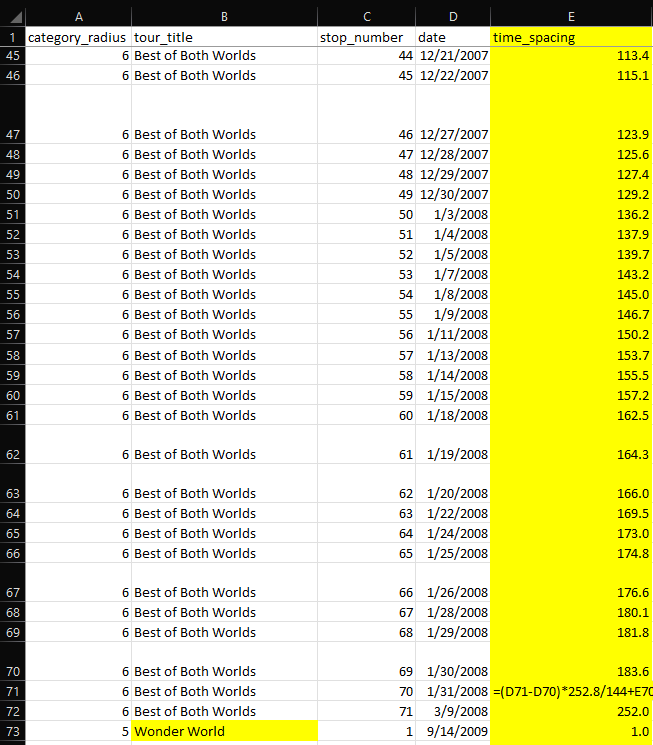 A B C D E
1 category_radius tour_title stop_number date time_spacing
45 6 Best of Both Worlds 44 12/21/2007 113.4
46 6 Best of Both Worlds 45 12/22/2007 115.1
47 6 Best of Both Worlds 46 12/27/2007 123.9
48 6 Best of Both Worlds 47 12/28/2007 125.6
49 6 Best of Both Worlds 48 12/29/2007 127.4
50 6 Best of Both Worlds 49 12/30/2007 129.2
51 6 Best of Both Worlds 50 1/3/2008 136.2
52 6 Best of Both Worlds 51 1/4/2008 137.9
53 6 Best of Both Worlds 52 1/5/2008 139.7
54 6 Best of Both Worlds 53 1/7/2008 143.2
55 6 Best of Both Worlds 54 1/8/2008 145.0
56 6 Best of Both Worlds 55 1/9/2008 146.7
57 6 Best of Both Worlds 56 1/11/2008 150.2
58 6 Best of Both Worlds 57 1/13/2008 153.7
59 6 Best of Both Worlds 58 1/14/2008 155.5
60 6 Best of Both Worlds 59 1/15/2008 157.2
61 6 Best of Both Worlds 60 1/18/2008 162.5
62 6 Best of Both Worlds 61 1/19/2008 164.3
63 6 Best of Both Worlds 62 1/20/2008 166.0
64 6 Best of Both Worlds 63 1/22/2008 169.5
65 6 Best of Both Worlds 64 1/24/2008 173.0
66 6 Best of Both Worlds 65 1/25/2008 174.8
67 6 Best of Both Worlds 66 1/26/2008 176.6
68 6 Best of Both Worlds 67 1/28/2008 180.1
69 6 Best of Both Worlds 68 1/29/2008 181.8
70 6 Best of Both Worlds 69 1/30/2008 183.6
71 6 Best of Both Worlds 70 1/31/2008 =(D71-D70)*252.8/144+E70
72 6 Best of Both Worlds 71 3/9/2008 252.0
73 5 Wonder World 1 9/14/2009 1.0